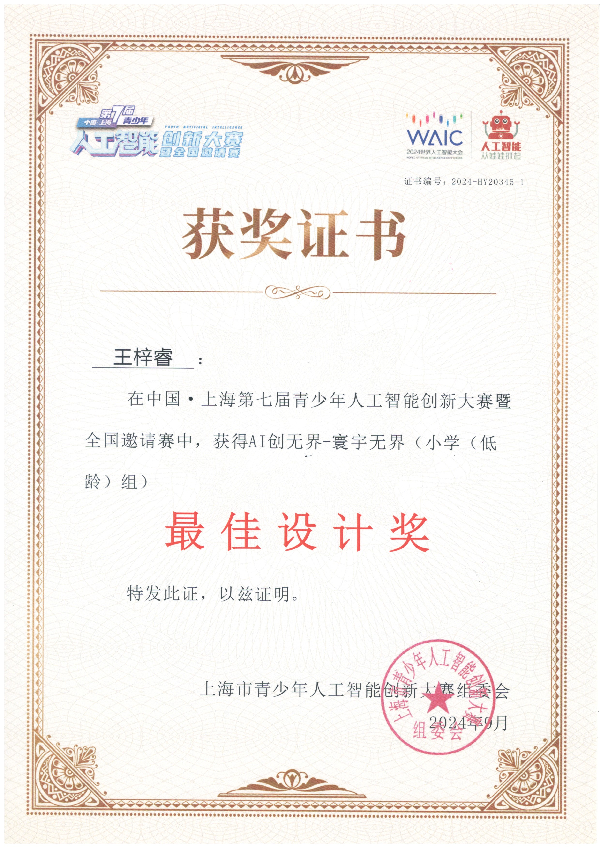 中国·上海 第7届 青少年
YOUTH ARTIFICIAL INTELLIGENCE
人工智能 创新大赛
暨全国邀请赛
WAIC
2024世界人工智能大会
人工智能
证书编号：2024-HY20345-1
获奖证书
王梓睿：
在中国·上海第七届青少年人工智能创新大赛暨
全国邀请赛中，获得AI创无界-寰宇无界（小学（低
龄）组）
最佳设计奖
特发此证，以兹证明。
上海市青少年人工智能创新大赛组委会
2024年9月
上海市青少年人工智能创新大赛
组委会